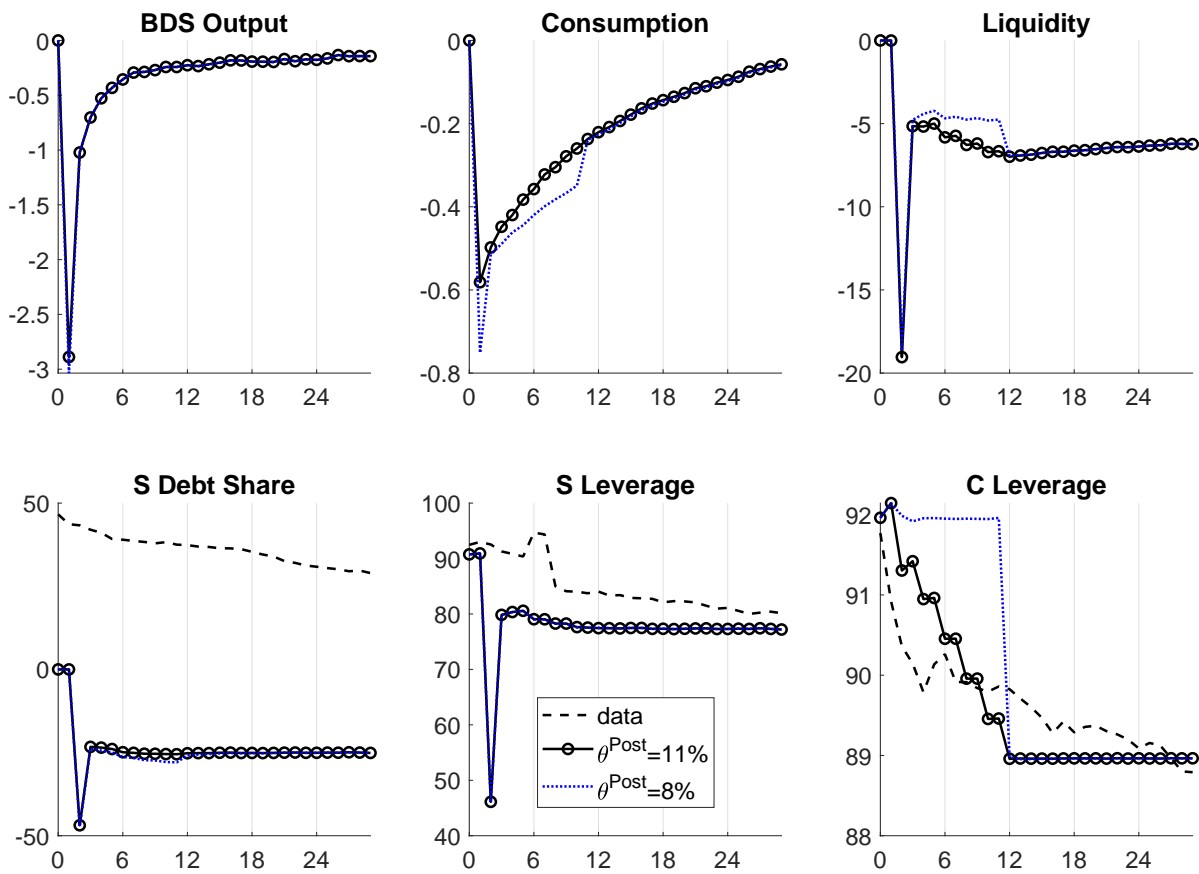 BDS Output
0
-0.5
-1
-1.5
-2
-2.5
-3
0 6 12 18 24
Consumption
0
-0.2
-0.4
-0.6
-0.8
0 6 12 18 24
Liquidity
0
-5
-10
-15
-20
0 6 12 18 24
S Debt Share
50
0
-50
0 6 12 18 24
S Leverage
100
90
80
70
60
50
40
0 6 12 18 24
data
θ^Post=11%
θ^Post=8%
C Leverage
92
91
90
89
88
0 6 12 18 24